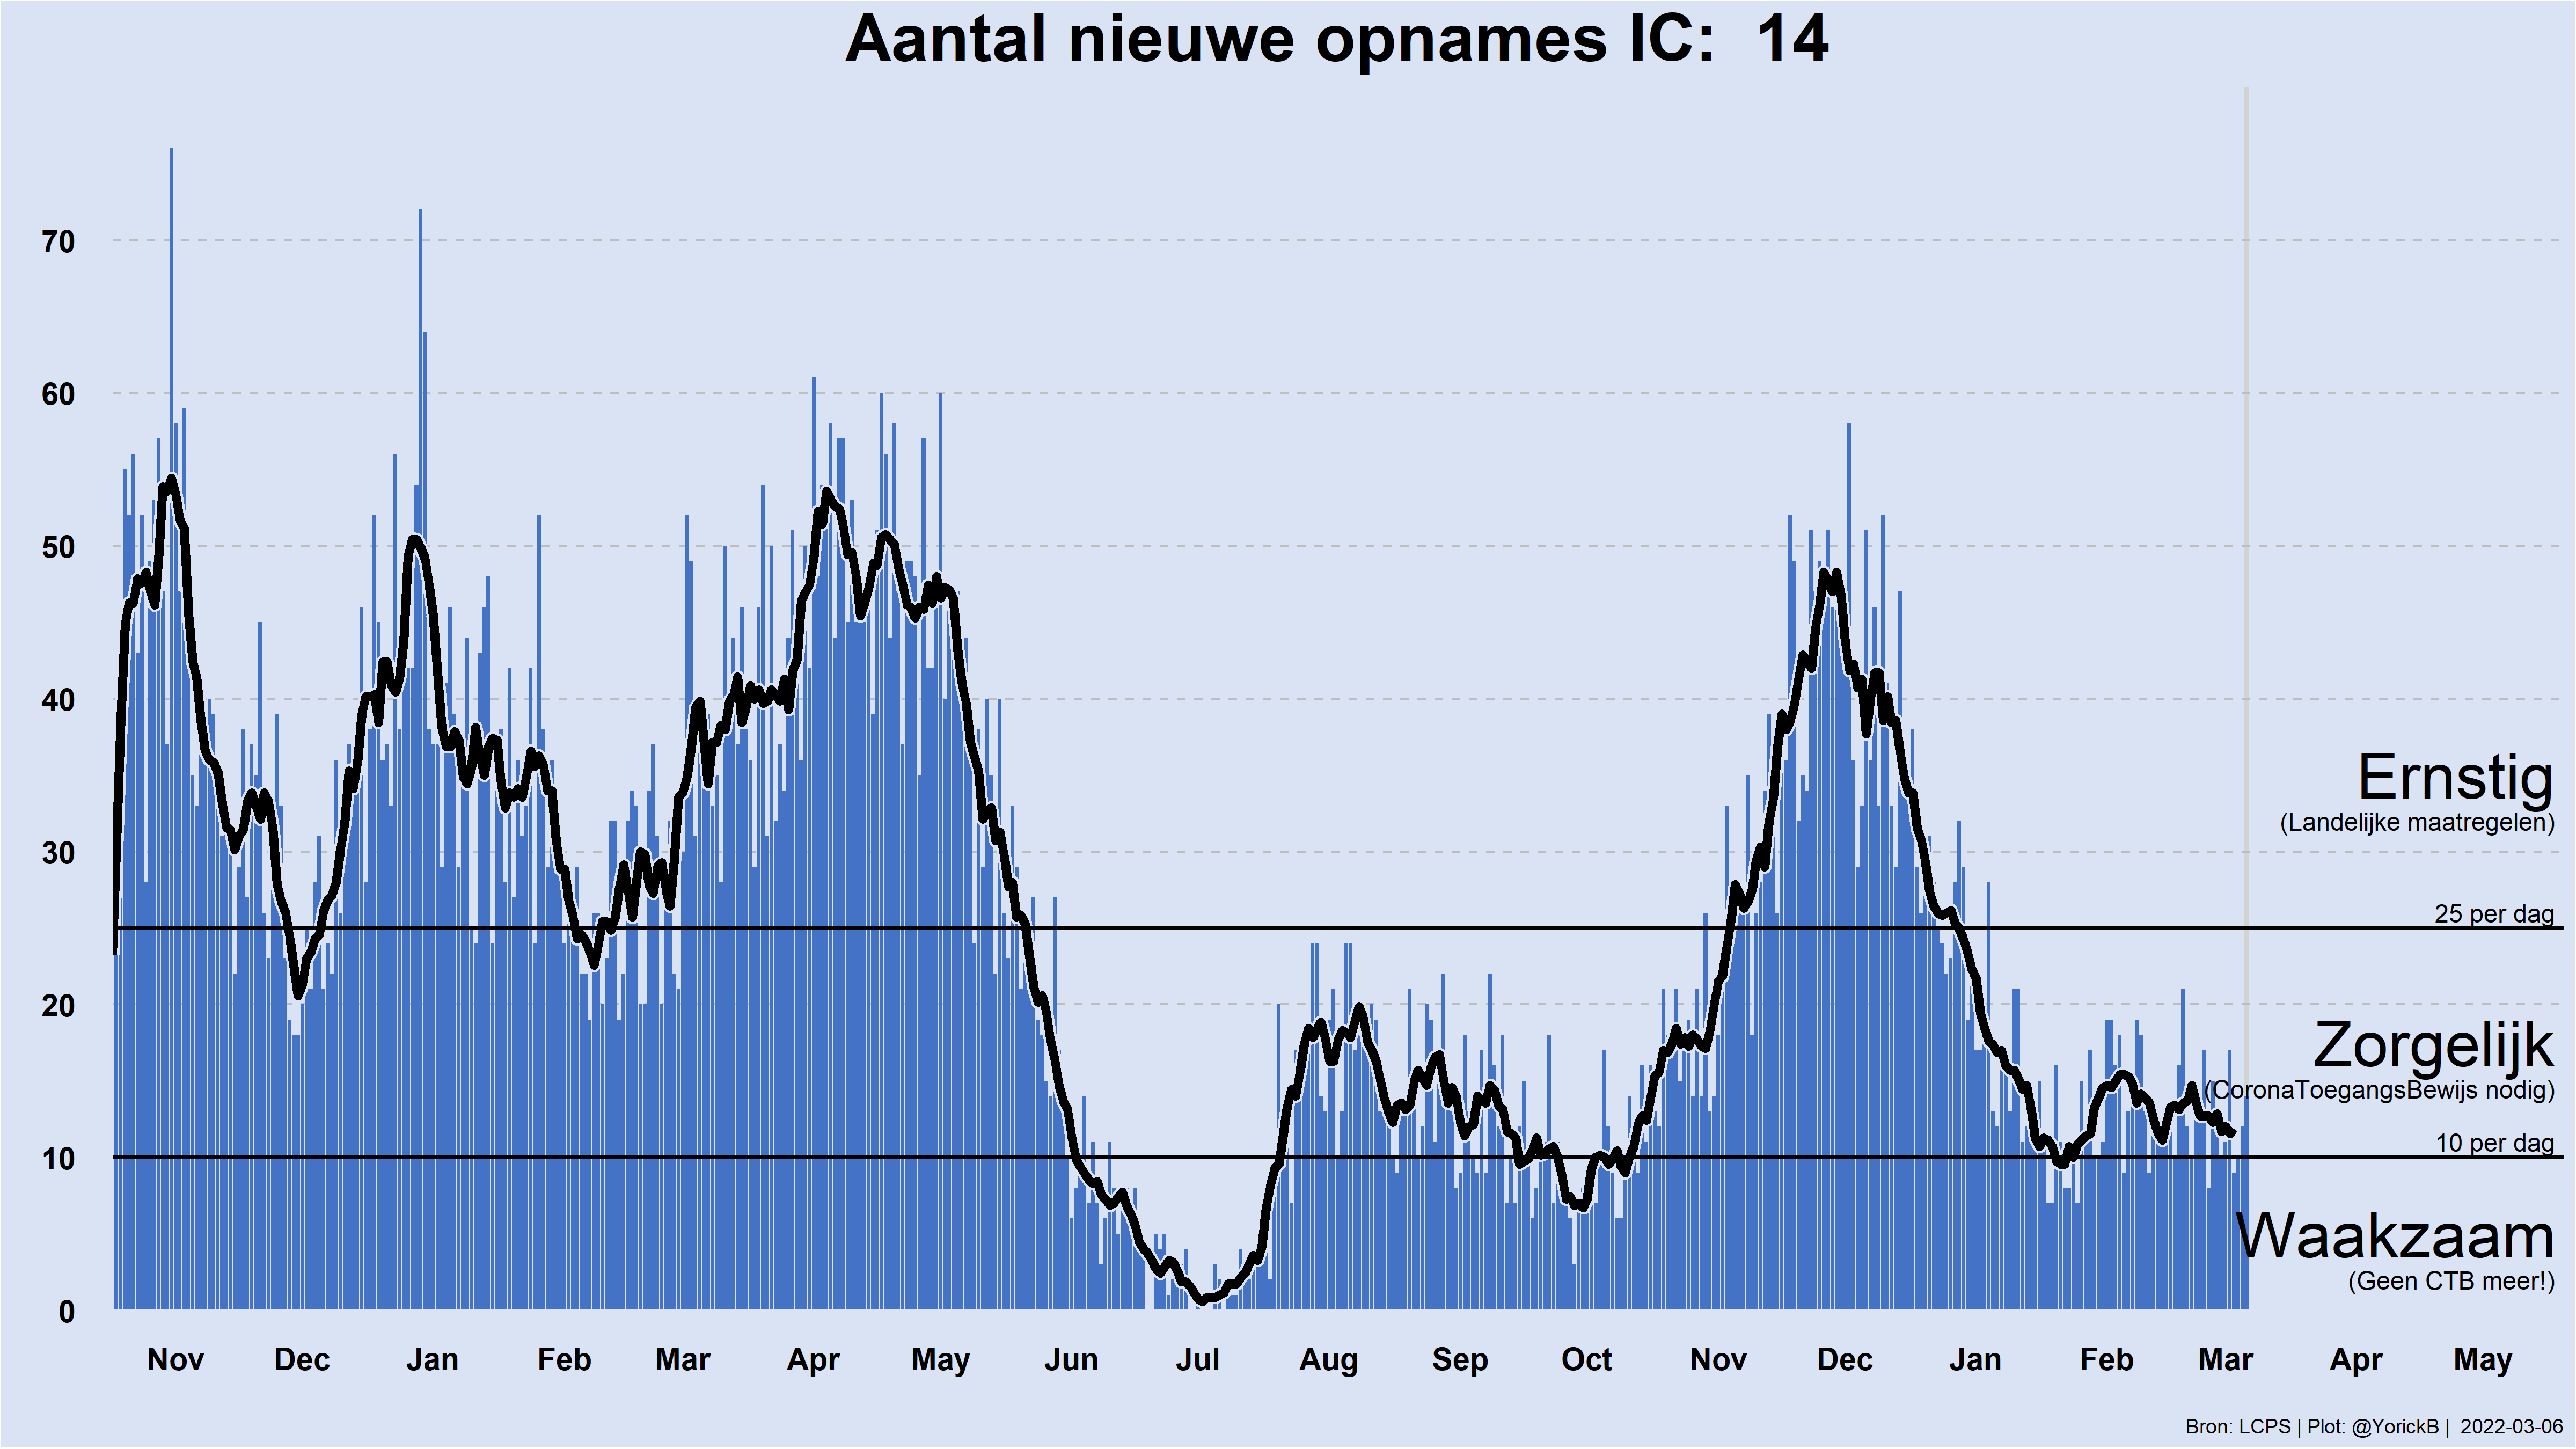 Aantal nieuwe opnames IC: 14
70
60
50
40
30
20
10
0
Ernstig
(Landelijke maatregelen)
25 per dag
Zorgelijk
(CoronaToegangsBewijs nodig)
10 per dag
Waakzaam
(Geen CTB meer!)
Nov Dec Jan Feb Mar Apr May Jun Jul Aug Sep Oct Nov Dec Jan Feb Mar Apr May
Bron: LCPS | Plot: @YorickB | 2022-03-06